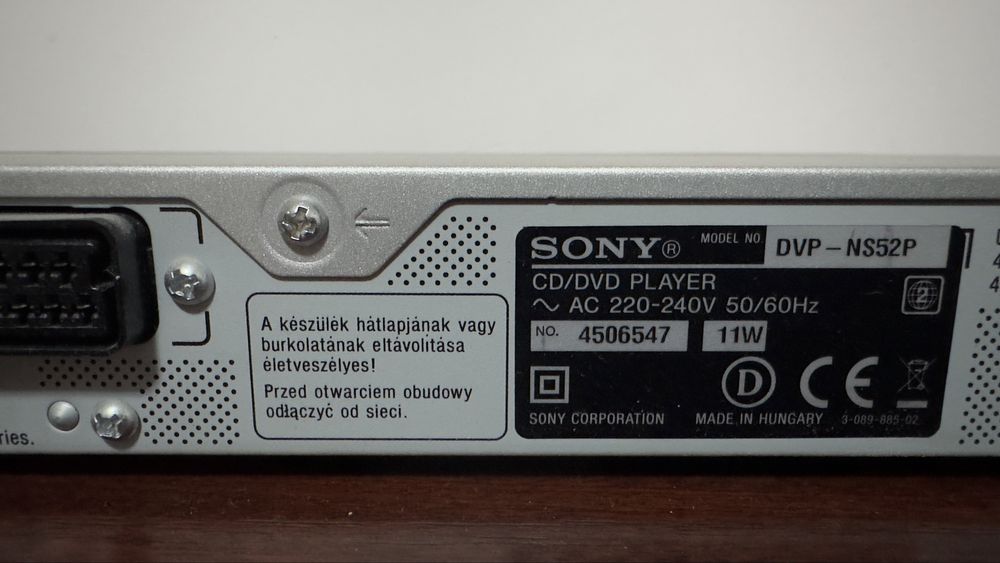 A készülék hátlapjának vagy
burkolatának eltávolítása
életveszélyes!
Przed otwarciem obudowy
odłączyć od sieci.
ries.
SONY®
MODEL NO.
DVP-NS52P
CD/DVD PLAYER
~ AC 220-240V 50/60Hz
NO. 4506547
11W
2
D
CE
SONY CORPORATION
MADE IN HUNGARY
3-089-885-02